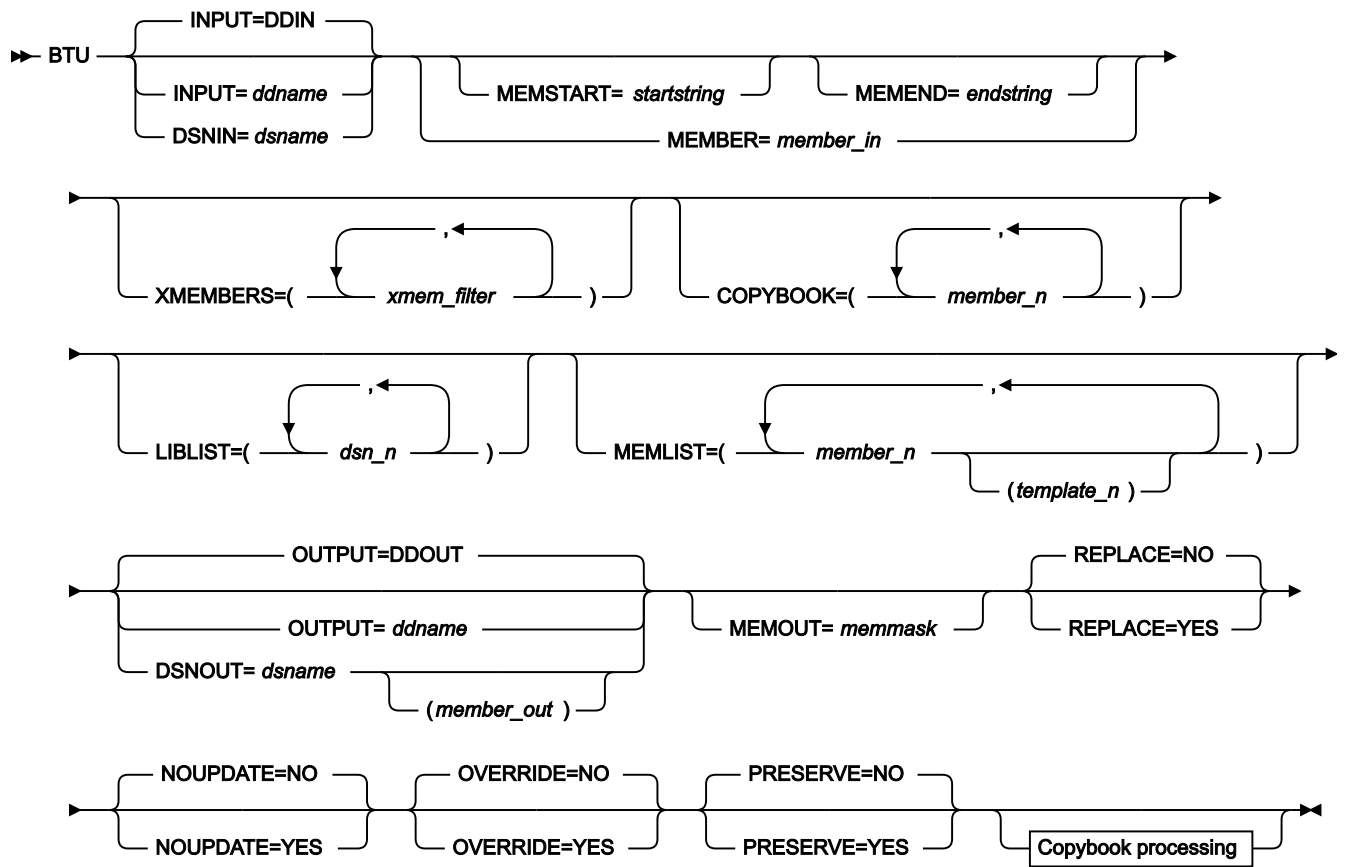 INPUT=DDIN
BTU
INPUT= ddname
MEMSTART= startstring
MEMEND= endstring
DSNIN= dsname
MEMBER= member_in
,
,
XMEMBERS=( xmem_filter )
COPYBOOK=( member_n )
,
,
LIBLIST=( dsn_n )
MEMLIST=( member_n )
(template_n )
OUTPUT=DDOUT
REPLACE=NO
OUTPUT= ddname
MEMOUT= memmask
REPLACE=YES
DSNOUT= dsname
(member_out )
NOUPDATE=NO
OVERRIDE=NO
PRESERVE=NO
NOUPDATE=YES
OVERRIDE=YES
PRESERVE=YES
Copybook processing